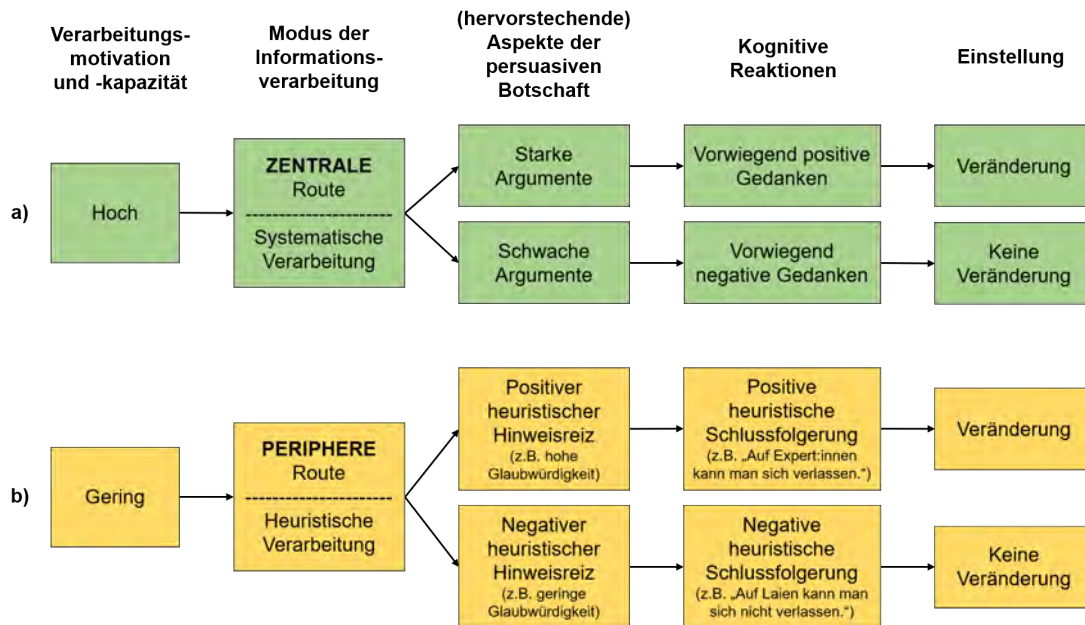 Verarbeitungs-
motivation
und -kapazität
Modus der
Informations-
verarbeitung
(hervorstechende)
Aspekte der
persuasiven
Botschaft
Kognitive
Reaktionen
Einstellung
a)
Hoch
ZENTRALE
Route
Systematische
Verarbeitung
Starke
Argumente
Vorwiegend positive
Gedanken
Veränderung
Schwache
Argumente
Vorwiegend
negative Gedanken
Keine
Veränderung
b)
Gering
PERIPHERE
Route
Heuristische
Verarbeitung
Positiver
heuristischer
Hinweisreiz
(z.B. hohe
Glaubwürdigkeit)
Positive
heuristische
Schlussfolgerung
(z.B. „Auf Expert:innen
kann man sich verlassen.“)
Veränderung
Negativer
heuristischer
Hinweisreiz
(z.B. geringe
Glaubwürdigkeit)
Negative
heuristische
Schlussfolgerung
(z.B. „Auf Laien kann man
sich nicht verlassen.“)
Keine
Veränderung